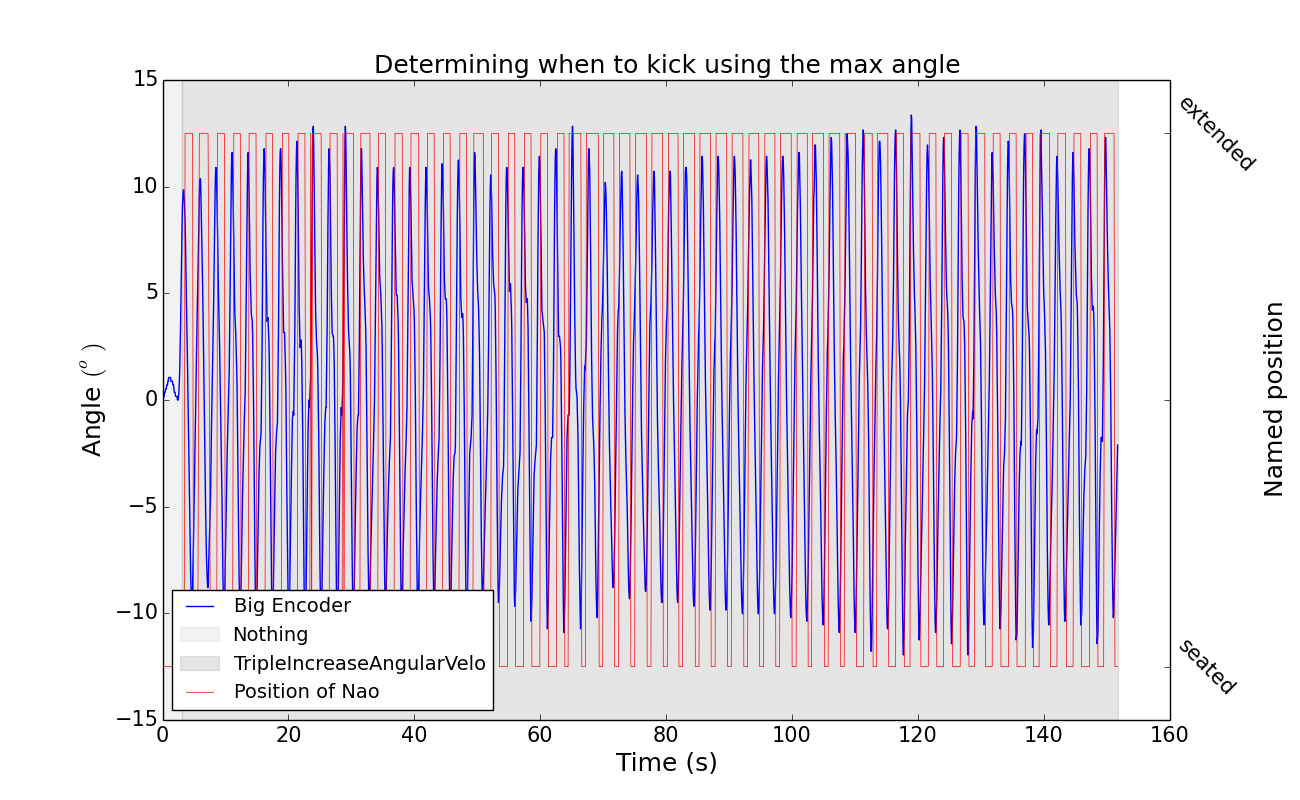 Determining when to kick using the max angle
15
10
5
0
−5
−10
−15
Angle (o)
0
20
40
60
80
100
120
140
160
Time (s)
extended
seated
Named position
Big Encoder
Nothing
TripleIncreaseAngularVelo
Position of Nao